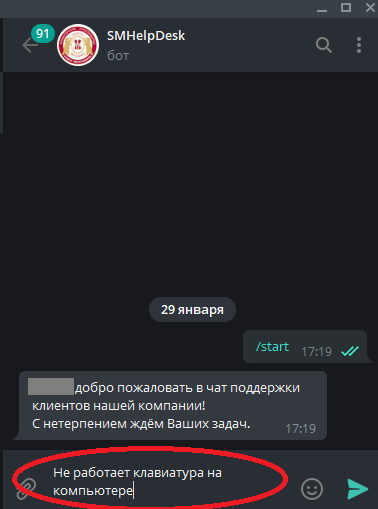 91
SMHelpDesk
бот
29 января
/start 17:19
добро пожаловать в чат поддержки
клиентов нашей компании!
С нетерпением ждём Ваших задач.
17:19
Не работает клавиатура на
компьютере